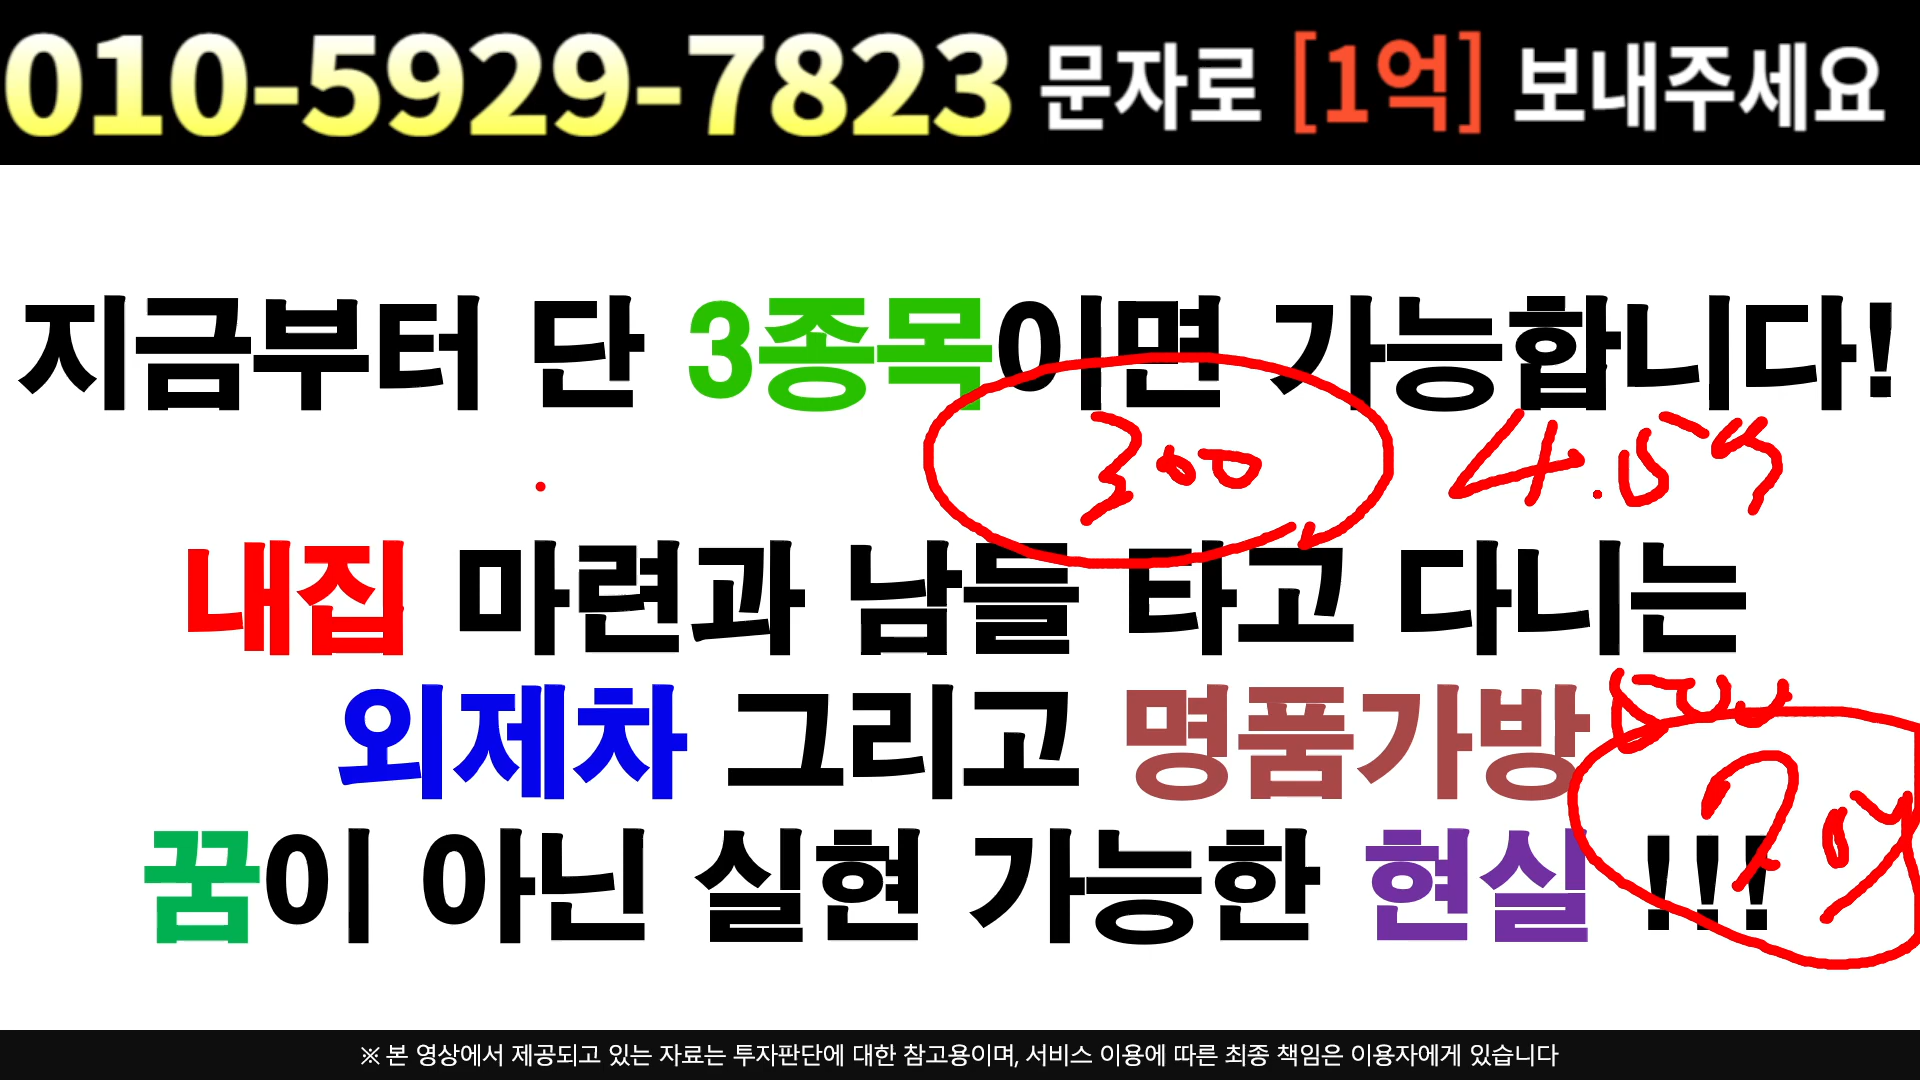 010-5929-7823 문자로 [1억] 보내주세요
지금부터 단 3종목이면 가능합니다!
300
4.5억
내집 마련과 남들 타고 다니는
외제차 그리고 명품가방
500
꿈이 아닌 실현 가능한 현실 !!!
※ 본 영상에서 제공되고 있는 자료는 투자판단에 대한 참고용이며, 서비스 이용에 따른 최종 책임은 이용자에게 있습니다